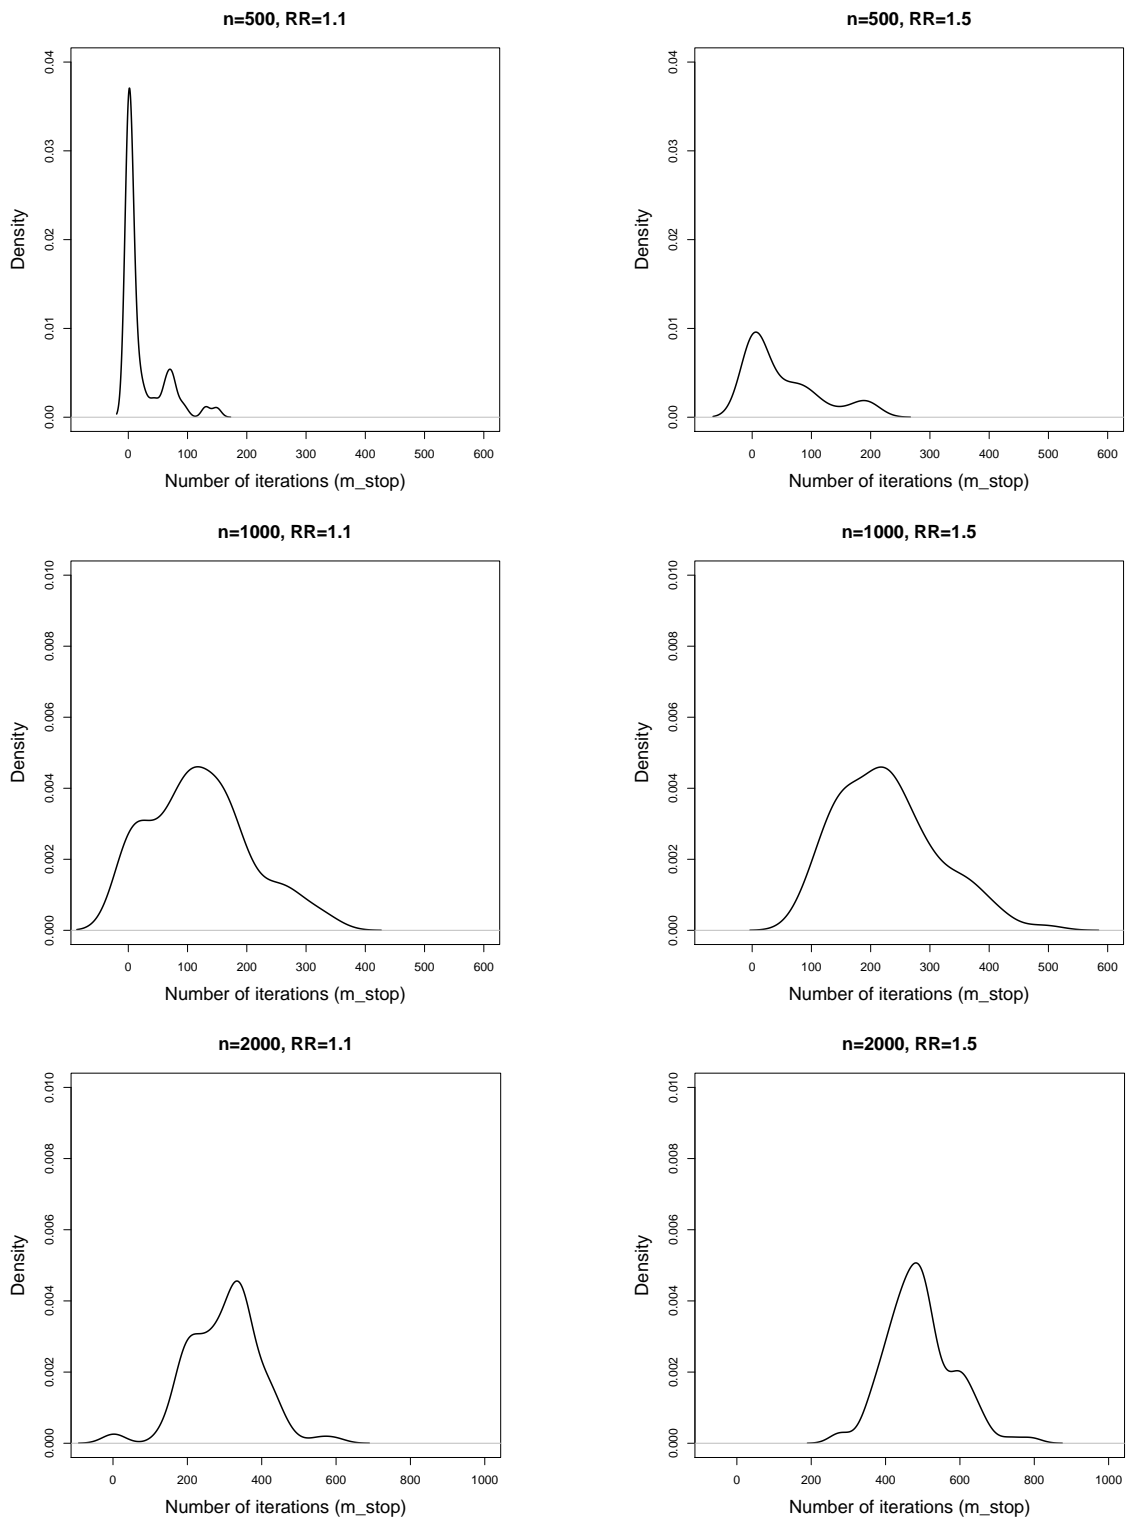 n=500, RR=1.1
Density
0.00 0.01 0.02 0.03 0.04
0 100 200 300 400 500 600
Number of iterations (m_stop)
n=500, RR=1.5
Density
0.00 0.01 0.02 0.03 0.04
0 100 200 300 400 500 600
Number of iterations (m_stop)
n=1000, RR=1.1
Density
0.000 0.002 0.004 0.006 0.008 0.010
0 100 200 300 400 500 600
Number of iterations (m_stop)
n=1000, RR=1.5
Density
0.000 0.002 0.004 0.006 0.008 0.010
0 100 200 300 400 500 600
Number of iterations (m_stop)
n=2000, RR=1.1
Density
0.000 0.002 0.004 0.006 0.008 0.010
0 200 400 600 800 1000
Number of iterations (m_stop)
n=2000, RR=1.5
Density
0.000 0.002 0.004 0.006 0.008 0.010
0 200 400 600 800 1000
Number of iterations (m_stop)